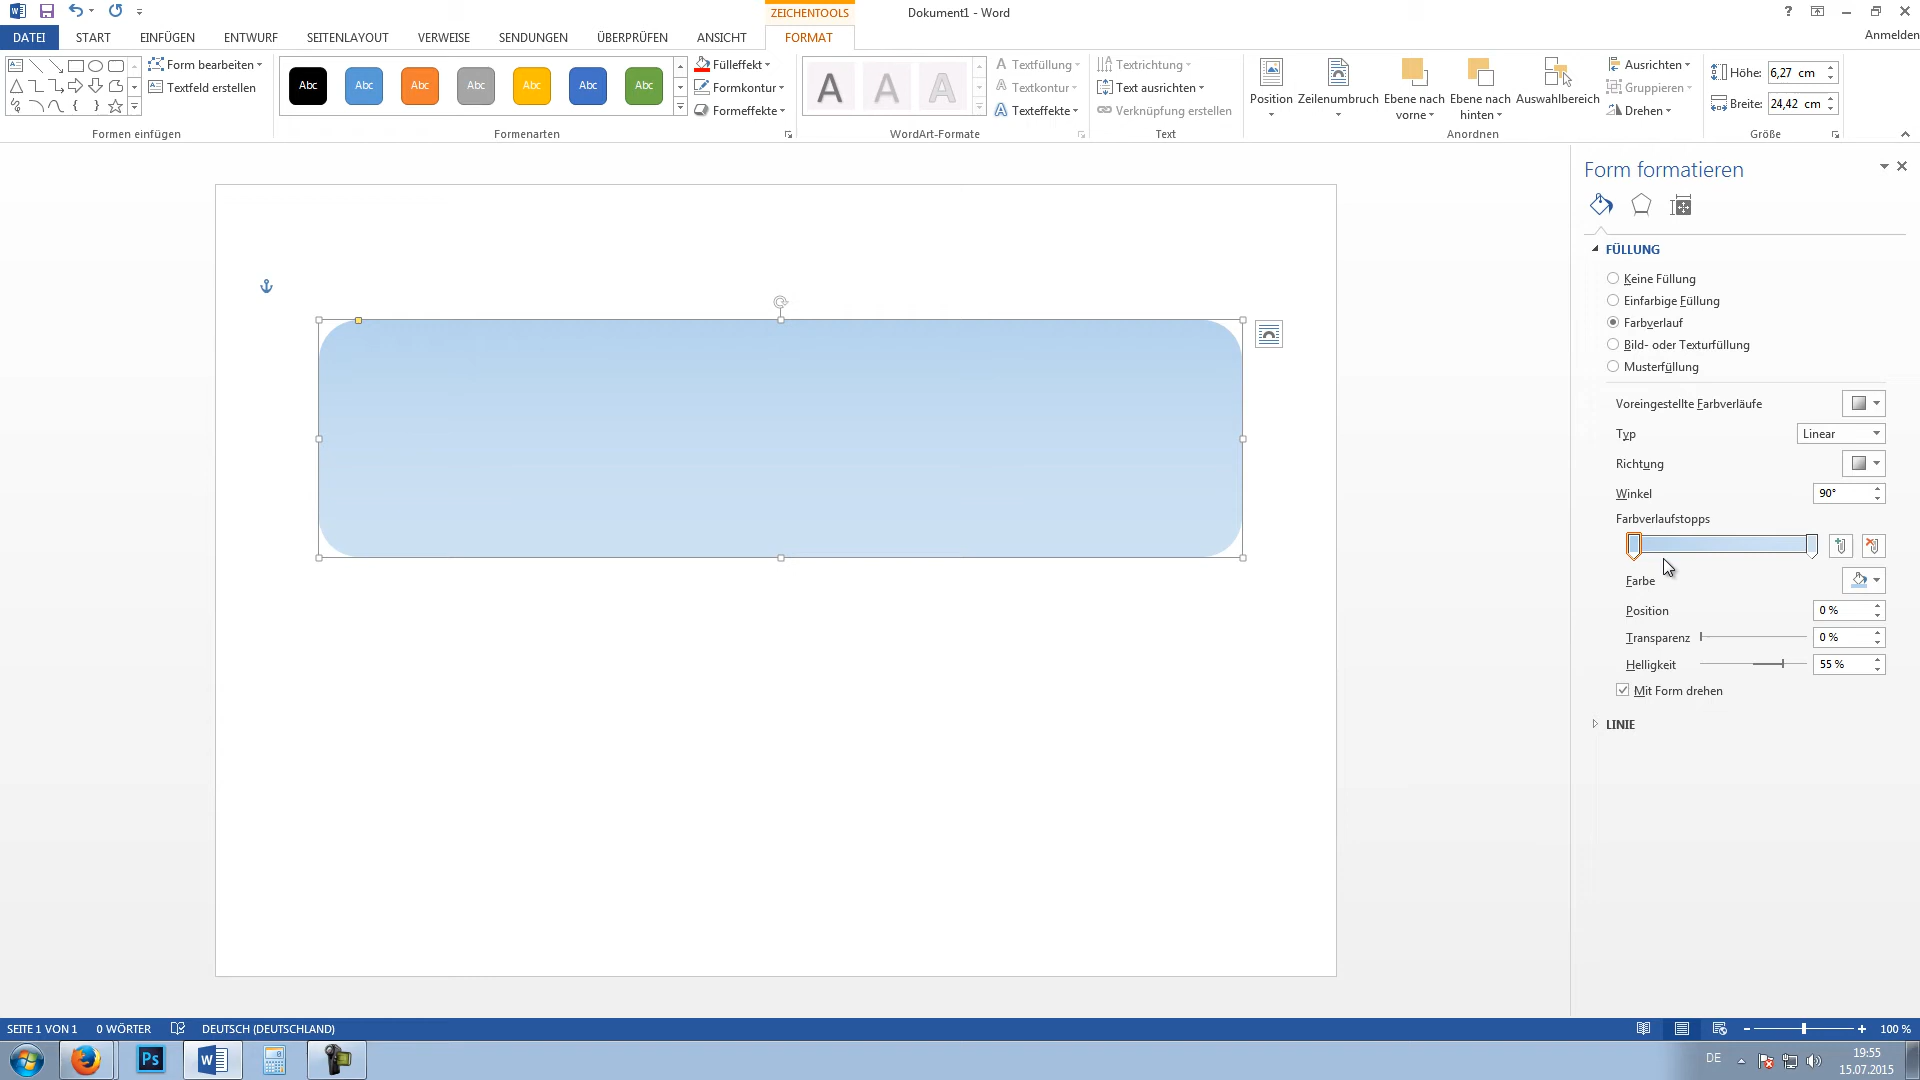 ZEICHENTOOLS
Dokument1 - Word
?
DATEI START EINFÜGEN ENTWURF SEITENLAYOUT VERWEISE SENDUNGEN ÜBERPRÜFEN ANSICHT FORMAT
Anmelden
Form bearbeiten
Textfeld erstellen
Formen einfügen
Abc Abc Abc Abc Abc Abc Abc
Fülleffekt
Formkontur
Formeffekte
Formenarten
A A A
Textfüllung
Textkontur
Texteffekte
WordArt-Formate
Textrichtung
Text ausrichten
Verknüpfung erstellen
Text
Position
Zeilenumbruch
Ebene nach
vorne
Ebene nach
hinten
Auswahlbereich
Ausrichten
Gruppieren
Drehen
Anordnen
Höhe: 6,27 cm
Breite: 24,42 cm
Größe
Form formatieren
FÜLLUNG
Keine Füllung
Einfarbige Füllung
Farbverlauf
Bild- oder Texturfüllung
Musterfüllung
Voreingestellte Farbverläufe
Typ Linear
Richtung
Winkel 90°
Farbverlaufstopps
Farbe
Position 0 %
Transparenz 0 %
Helligkeit 55 %
Mit Form drehen
LINIE
SEITE 1 VON 1 0 WÖRTER DEUTSCH (DEUTSCHLAND)
100 %
Ps
DE
19:55
15.07.2015